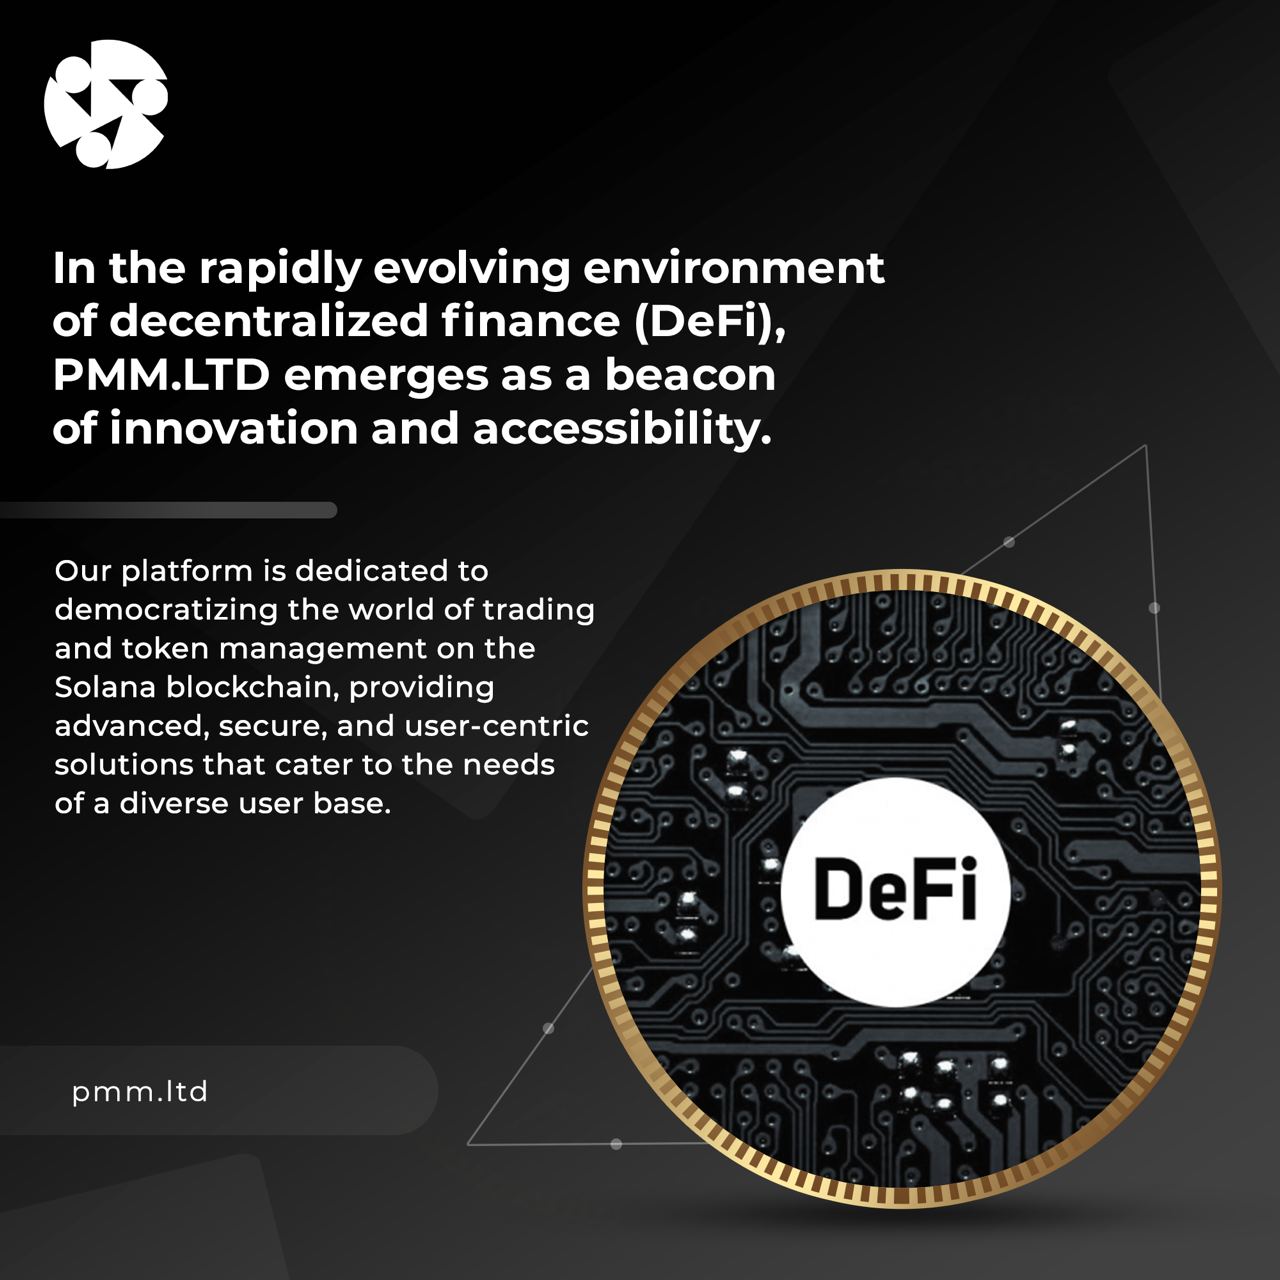 In the rapidly evolving environment
of decentralized finance (DeFi),
PMM.LTD emerges as a beacon
of innovation and accessibility.
Our platform is dedicated to
democratizing the world of trading
and token management on the
Solana blockchain, providing
advanced, secure, and user-centric
solutions that cater to the needs
of a diverse user base.
DeFi
pmm.ltd